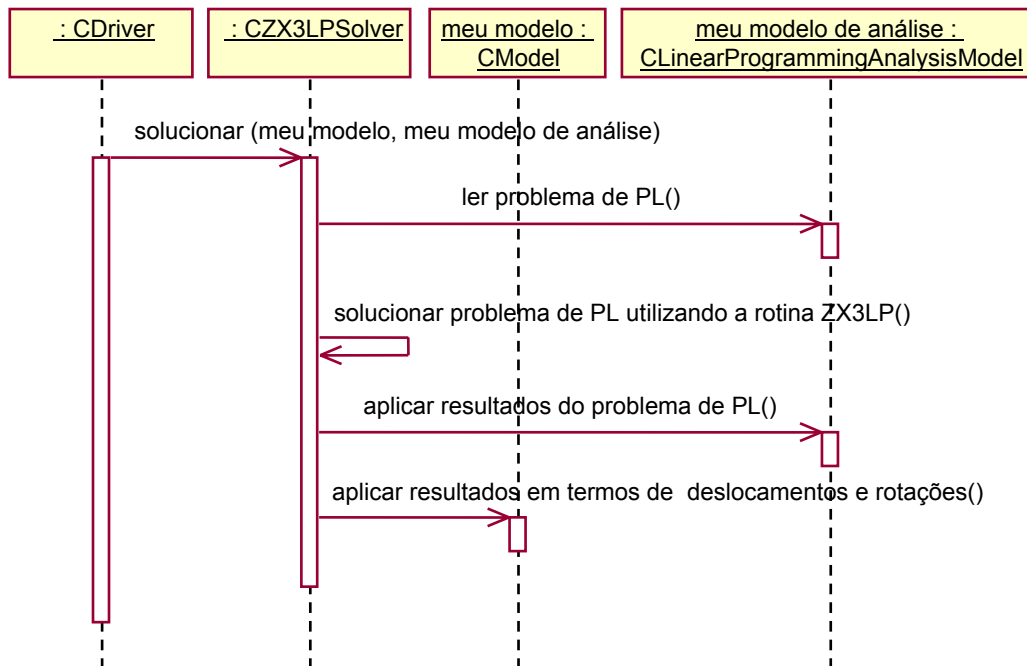 : CDriver
: CZX3LPSolver
meu modelo :
CModel
meu modelo de análise :
CLinearProgrammingAnalysisModel
solucionar (meu modelo, meu modelo de análise)
ler problema de PL()
solucionar problema de PL utilizando a rotina ZX3LP()
aplicar resultados do problema de PL()
aplicar resultados em termos de  deslocamentos e rotações()